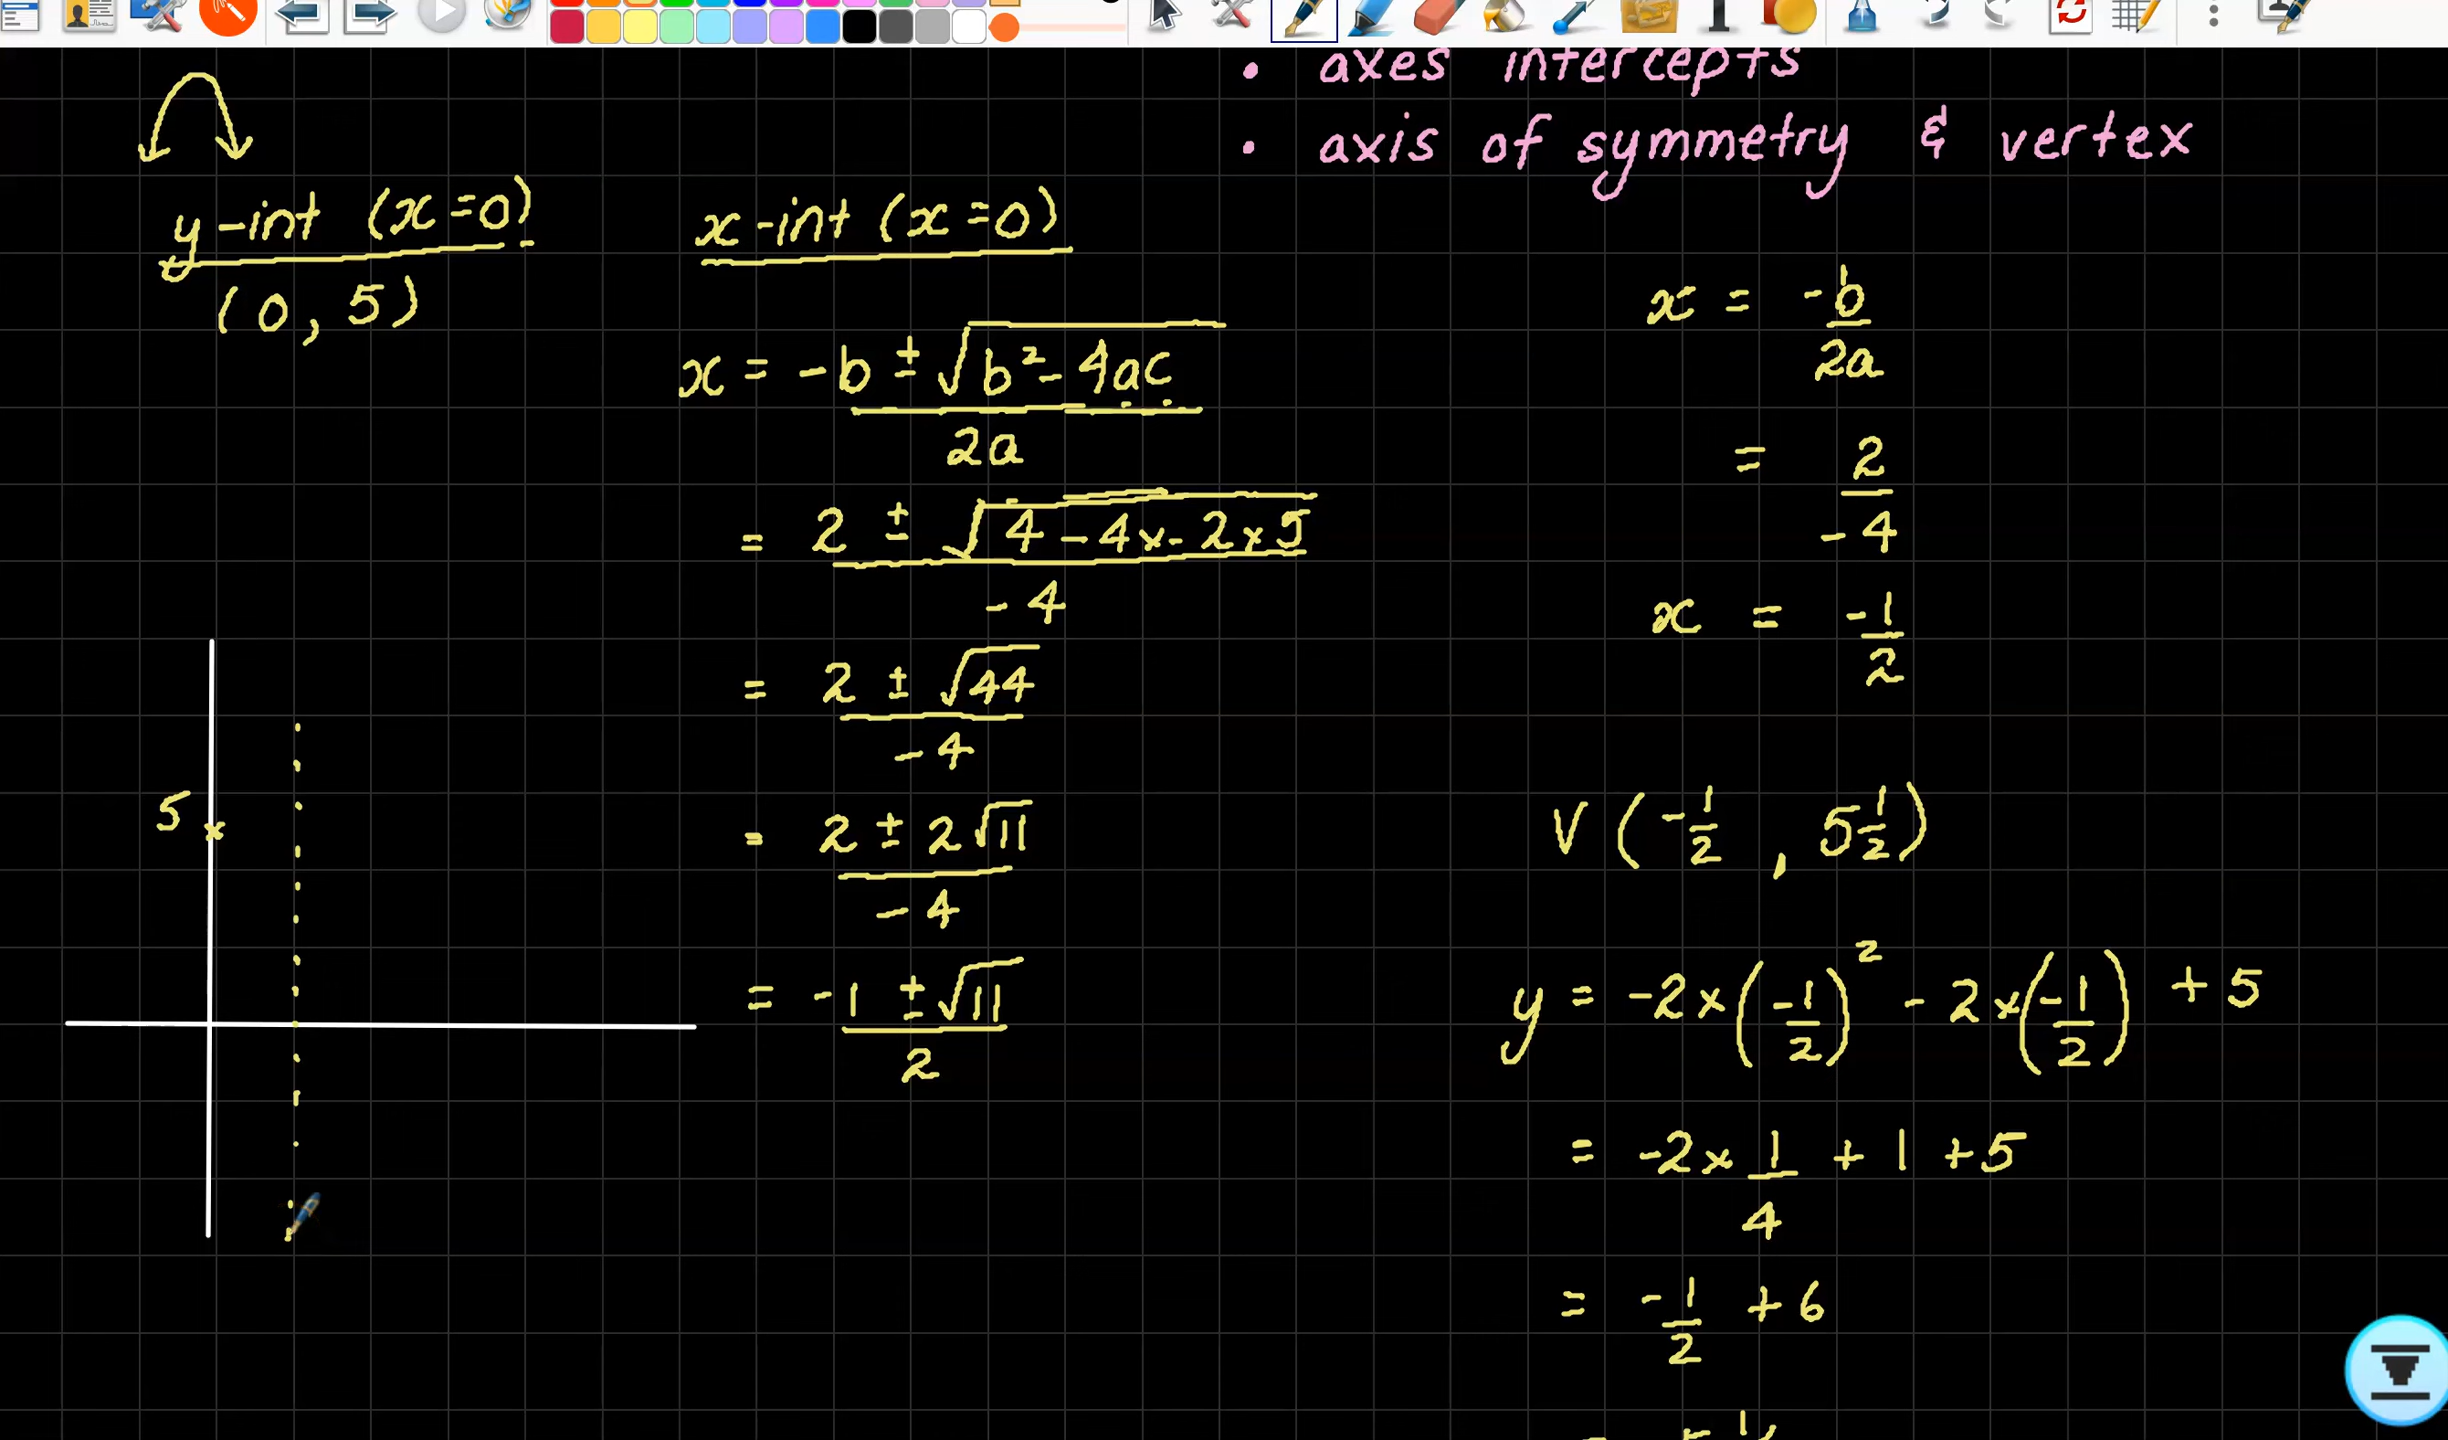 • axes intercepts
• axis of symmetry & vertex
y-int (x=0)
(0, 5)
x-int (x=0)
x = -b ± √b² - 4ac
2a
= 2 ± √4 - 4x - 2x5
-4
= 2 ± √44
-4
= 2 ± 2√11
-4
= -1 ± √11
2
5
x = -b
2a
= 2
-4
x = -1
2
V (-1/2, 5 1/2)
y = -2x(-1/2)² - 2x(-1/2) + 5
= -2x 1/4 + 1 + 5
= -1/2 + 6